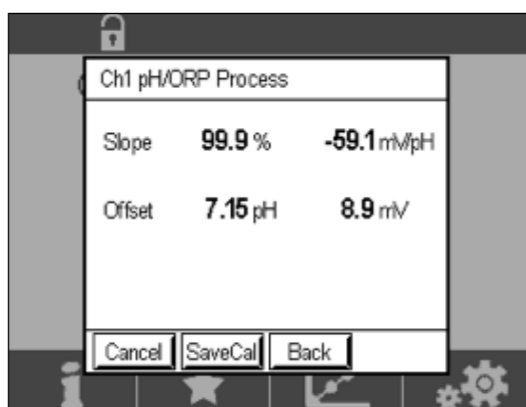 Ch1 pH/ORP Process
Slope 99.9 % -59.1 mV/pH
Offset 7.15 pH 8.9 mV
Cancel SaveCal Back